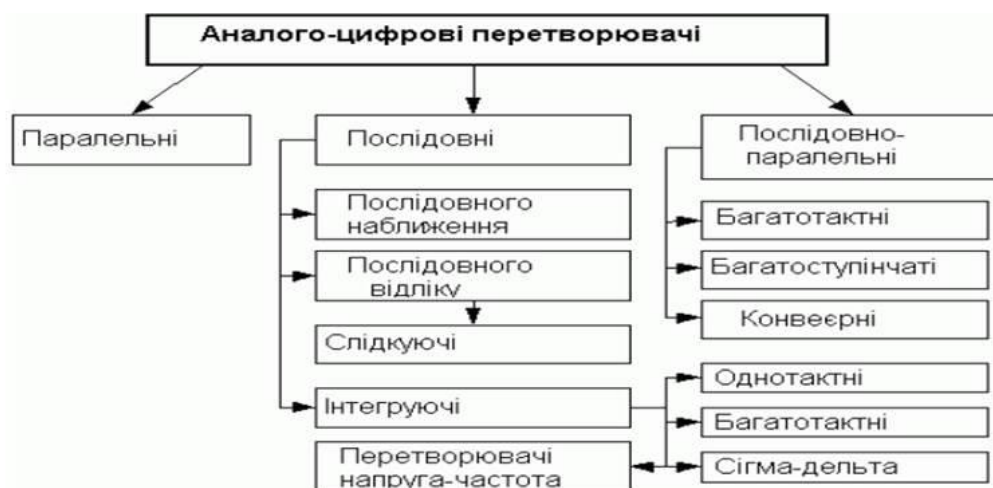 Аналого-цифрові перетворювачі
Паралельні
Послідовні
Послідовно-
паралельні
Послідовного
наближення
Послідовного
відліку
Слідкуючі
Інтегруючі
Перетворювачі
напруга-частота
Багатотактні
Багатоступінчаті
Конвеєрні
Однотактні
Багатотактні
Сігма-дельта